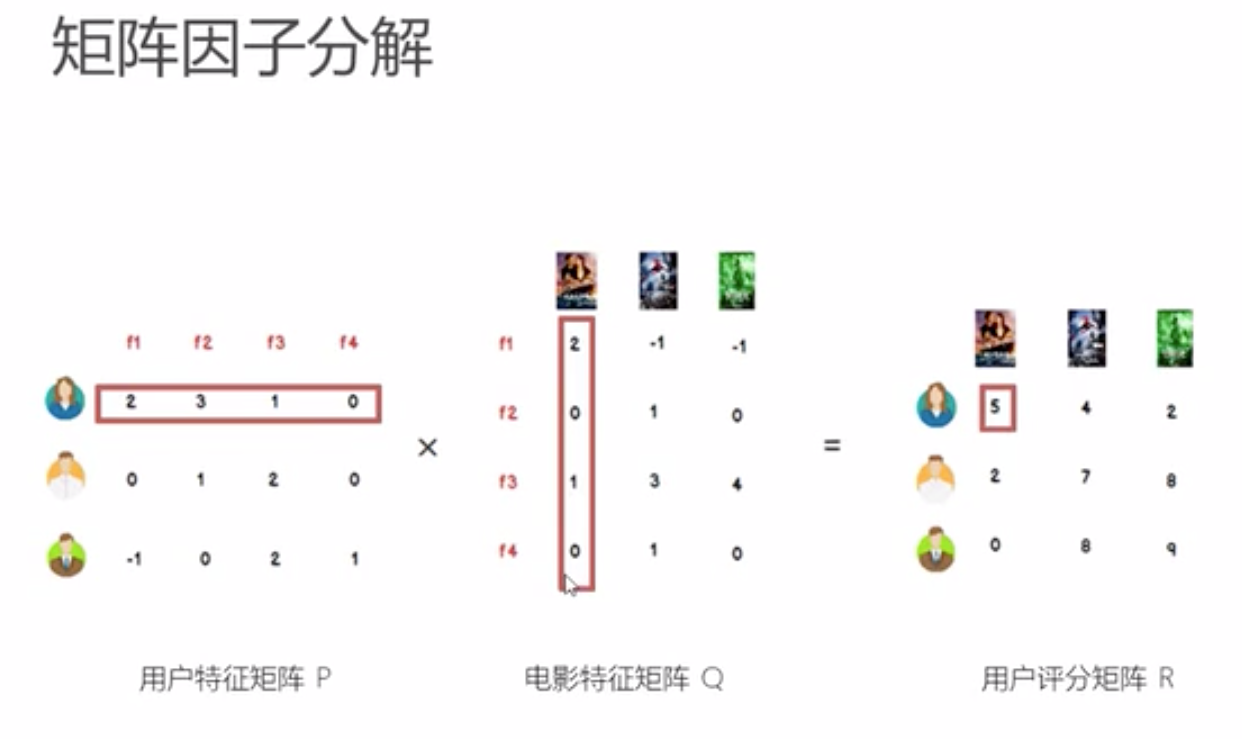 矩阵因子分解
f1 f2 f3 f4
2 3 1 0
0 1 2 0
-1 0 2 1
×
f1 2 -1 -1
f2 0 1 0
f3 1 3 4
f4 0 1 0
=
5 4 2
2 7 8
0 8 9
用户特征矩阵 P
电影特征矩阵 Q
用户评分矩阵 R